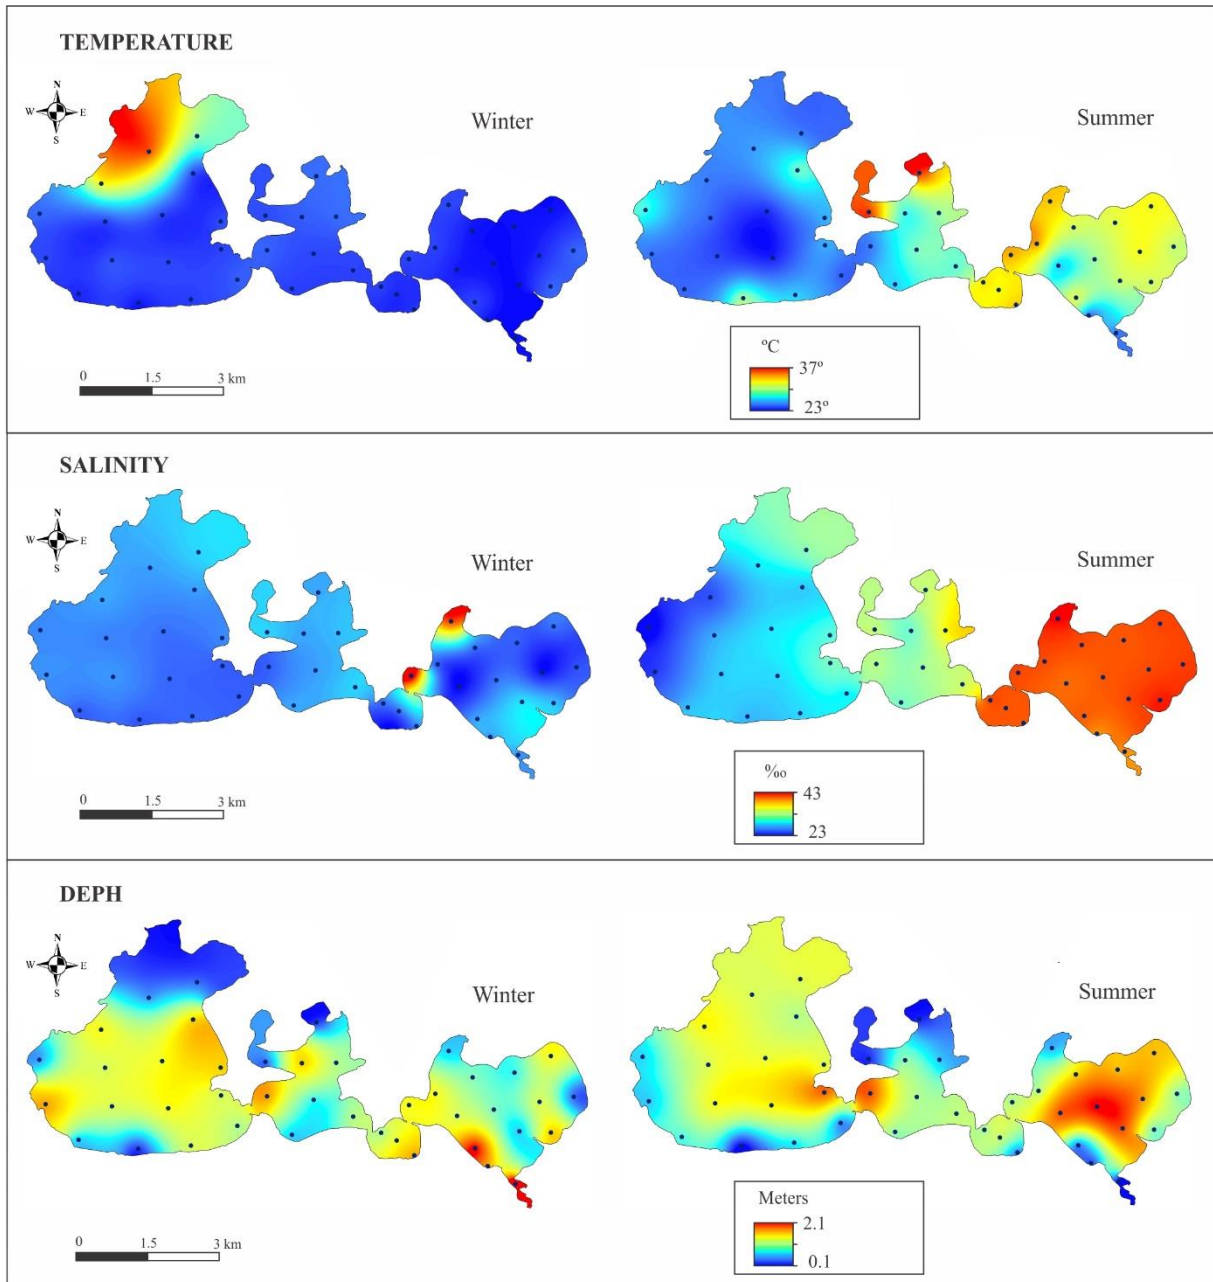 TEMPERATURE
N
W E
S
Winter
Summer
ºC
37º
23º
0 1.5 3 km
SALINITY
N
W E
S
Winter
Summer
‰
43
23
0 1.5 3 km
DEPH
N
W E
S
Winter
Summer
Meters
2.1
0.1
0 1.5 3 km